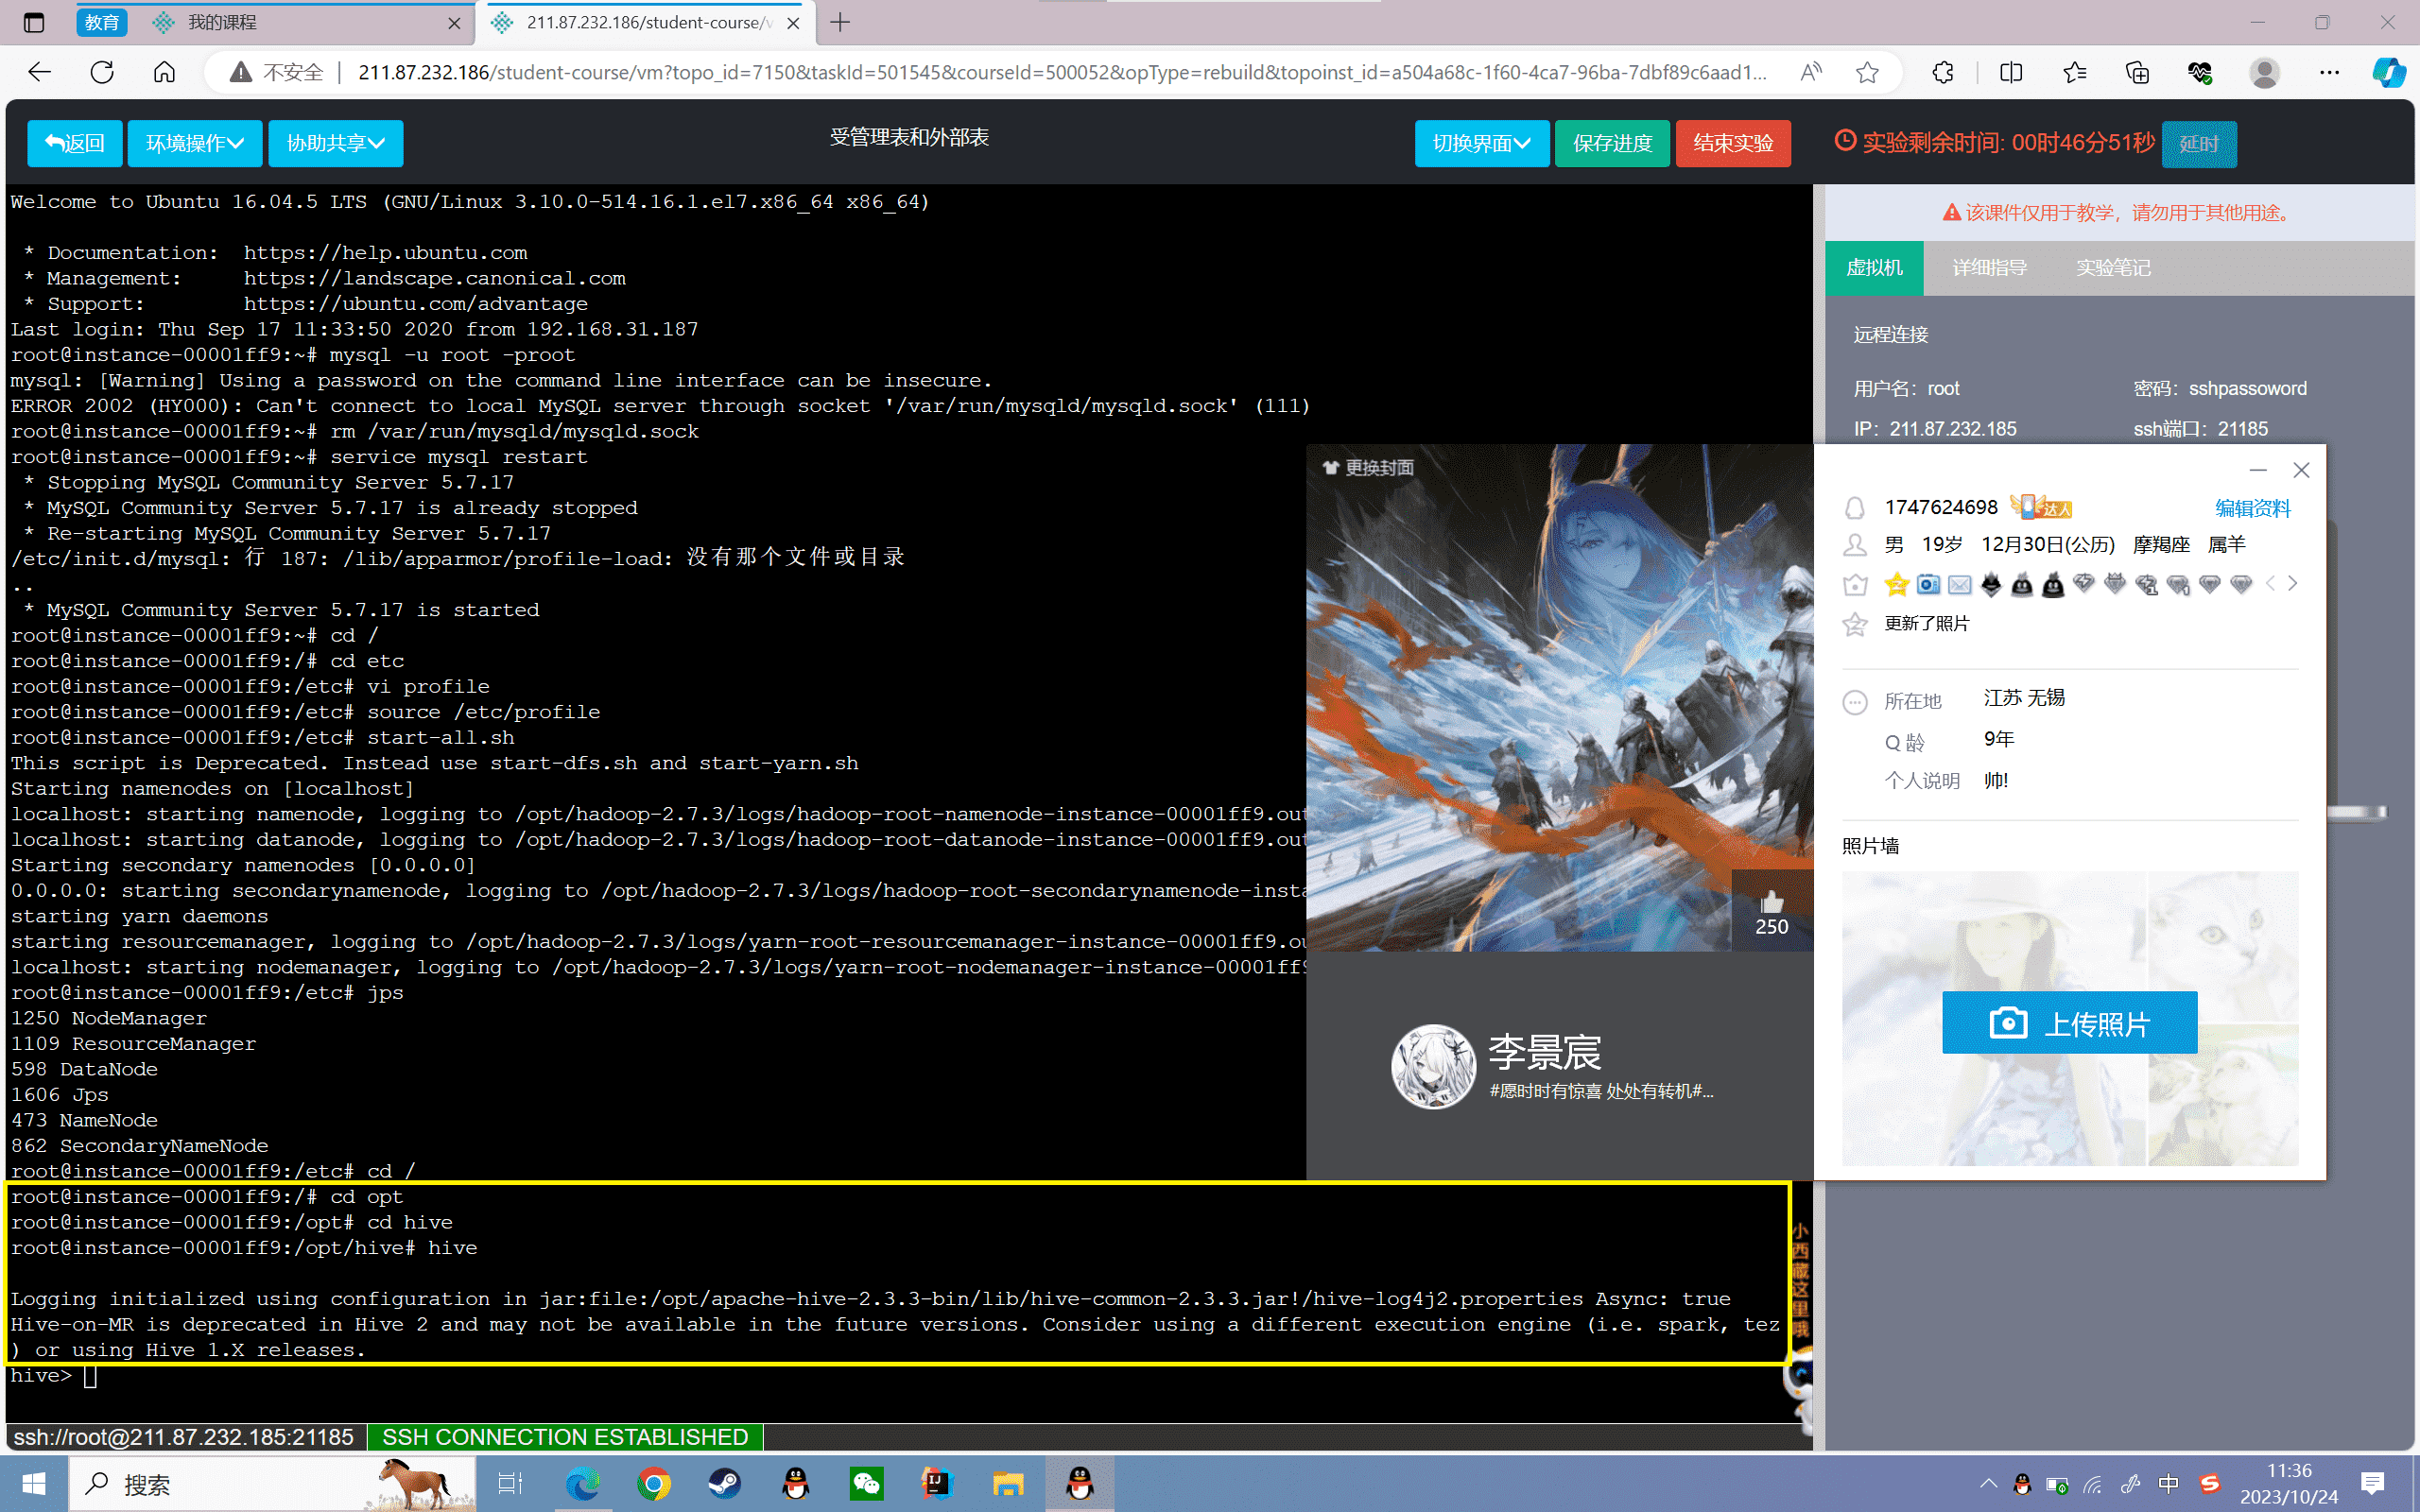 教育
我的课程
211.87.232.186/student-course/v
不安全
211.87.232.186/student-course/vm?topo_id=7150&taskId=501545&courseId=500052&opType=rebuild&topoinst_id=a504a68c-1f60-4ca7-96ba-7dbf89c6aad1...
返回
环境操作
协助共享
受管理表和外部表
切换界面
保存进度
结束实验
实验剩余时间: 00时46分51秒
延时
Welcome to Ubuntu 16.04.5 LTS (GNU/Linux 3.10.0-514.16.1.el7.x86_64 x86_64)
* Documentation:  https://help.ubuntu.com
* Management:     https://landscape.canonical.com
* Support:        https://ubuntu.com/advantage
Last login: Thu Sep 17 11:33:50 2020 from 192.168.31.187
root@instance-00001ff9:~# mysql -u root -proot
mysql: [Warning] Using a password on the command line interface can be insecure.
ERROR 2002 (HY000): Can't connect to local MySQL server through socket '/var/run/mysqld/mysqld.sock' (111)
root@instance-00001ff9:~# rm /var/run/mysqld/mysqld.sock
root@instance-00001ff9:~# service mysql restart
* Stopping MySQL Community Server 5.7.17
* MySQL Community Server 5.7.17 is already stopped
* Re-starting MySQL Community Server 5.7.17
/etc/init.d/mysql: 行 187: /lib/apparmor/profile-load: 没有那个文件或目录
..
* MySQL Community Server 5.7.17 is started
root@instance-00001ff9:~# cd /
root@instance-00001ff9:/# cd etc
root@instance-00001ff9:/etc# vi profile
root@instance-00001ff9:/etc# source /etc/profile
root@instance-00001ff9:/etc# start-all.sh
This script is Deprecated. Instead use start-dfs.sh and start-yarn.sh
Starting namenodes on [localhost]
localhost: starting namenode, logging to /opt/hadoop-2.7.3/logs/hadoop-root-namenode-instance-00001ff9.out
localhost: starting datanode, logging to /opt/hadoop-2.7.3/logs/hadoop-root-datanode-instance-00001ff9.out
Starting secondary namenodes [0.0.0.0]
0.0.0.0: starting secondarynamenode, logging to /opt/hadoop-2.7.3/logs/hadoop-root-secondarynamenode-insta
starting yarn daemons
starting resourcemanager, logging to /opt/hadoop-2.7.3/logs/yarn-root-resourcemanager-instance-00001ff9.ou
localhost: starting nodemanager, logging to /opt/hadoop-2.7.3/logs/yarn-root-nodemanager-instance-00001ff9
root@instance-00001ff9:/etc# jps
1250 NodeManager
1109 ResourceManager
598 DataNode
1606 Jps
473 NameNode
862 SecondaryNameNode
root@instance-00001ff9:/etc# cd /
root@instance-00001ff9:/# cd opt
root@instance-00001ff9:/opt# cd hive
root@instance-00001ff9:/opt/hive# hive
Logging initialized using configuration in jar:file:/opt/apache-hive-2.3.3-bin/lib/hive-common-2.3.3.jar!/hive-log4j2.properties Async: true
Hive-on-MR is deprecated in Hive 2 and may not be available in the future versions. Consider using a different execution engine (i.e. spark, tez
) or using Hive 1.X releases.
hive>
ssh://root@211.87.232.185:21185
SSH CONNECTION ESTABLISHED
该课件仅用于教学，请勿用于其他用途。
虚拟机
详细指导
实验笔记
远程连接
用户名：root
密码：sshpassoword
IP：211.87.232.185
ssh端口：21185
更换封面
250
李景宸
#愿时时有惊喜 处处有转机#...
1747624698
达人
编辑资料
男 19岁 12月30日(公历) 摩羯座 属羊
更新了照片
所在地 江苏 无锡
Q 龄 9年
个人说明 帅!
照片墙
上传照片
小西藏这里哦
搜索
中
11:36
2023/10/24